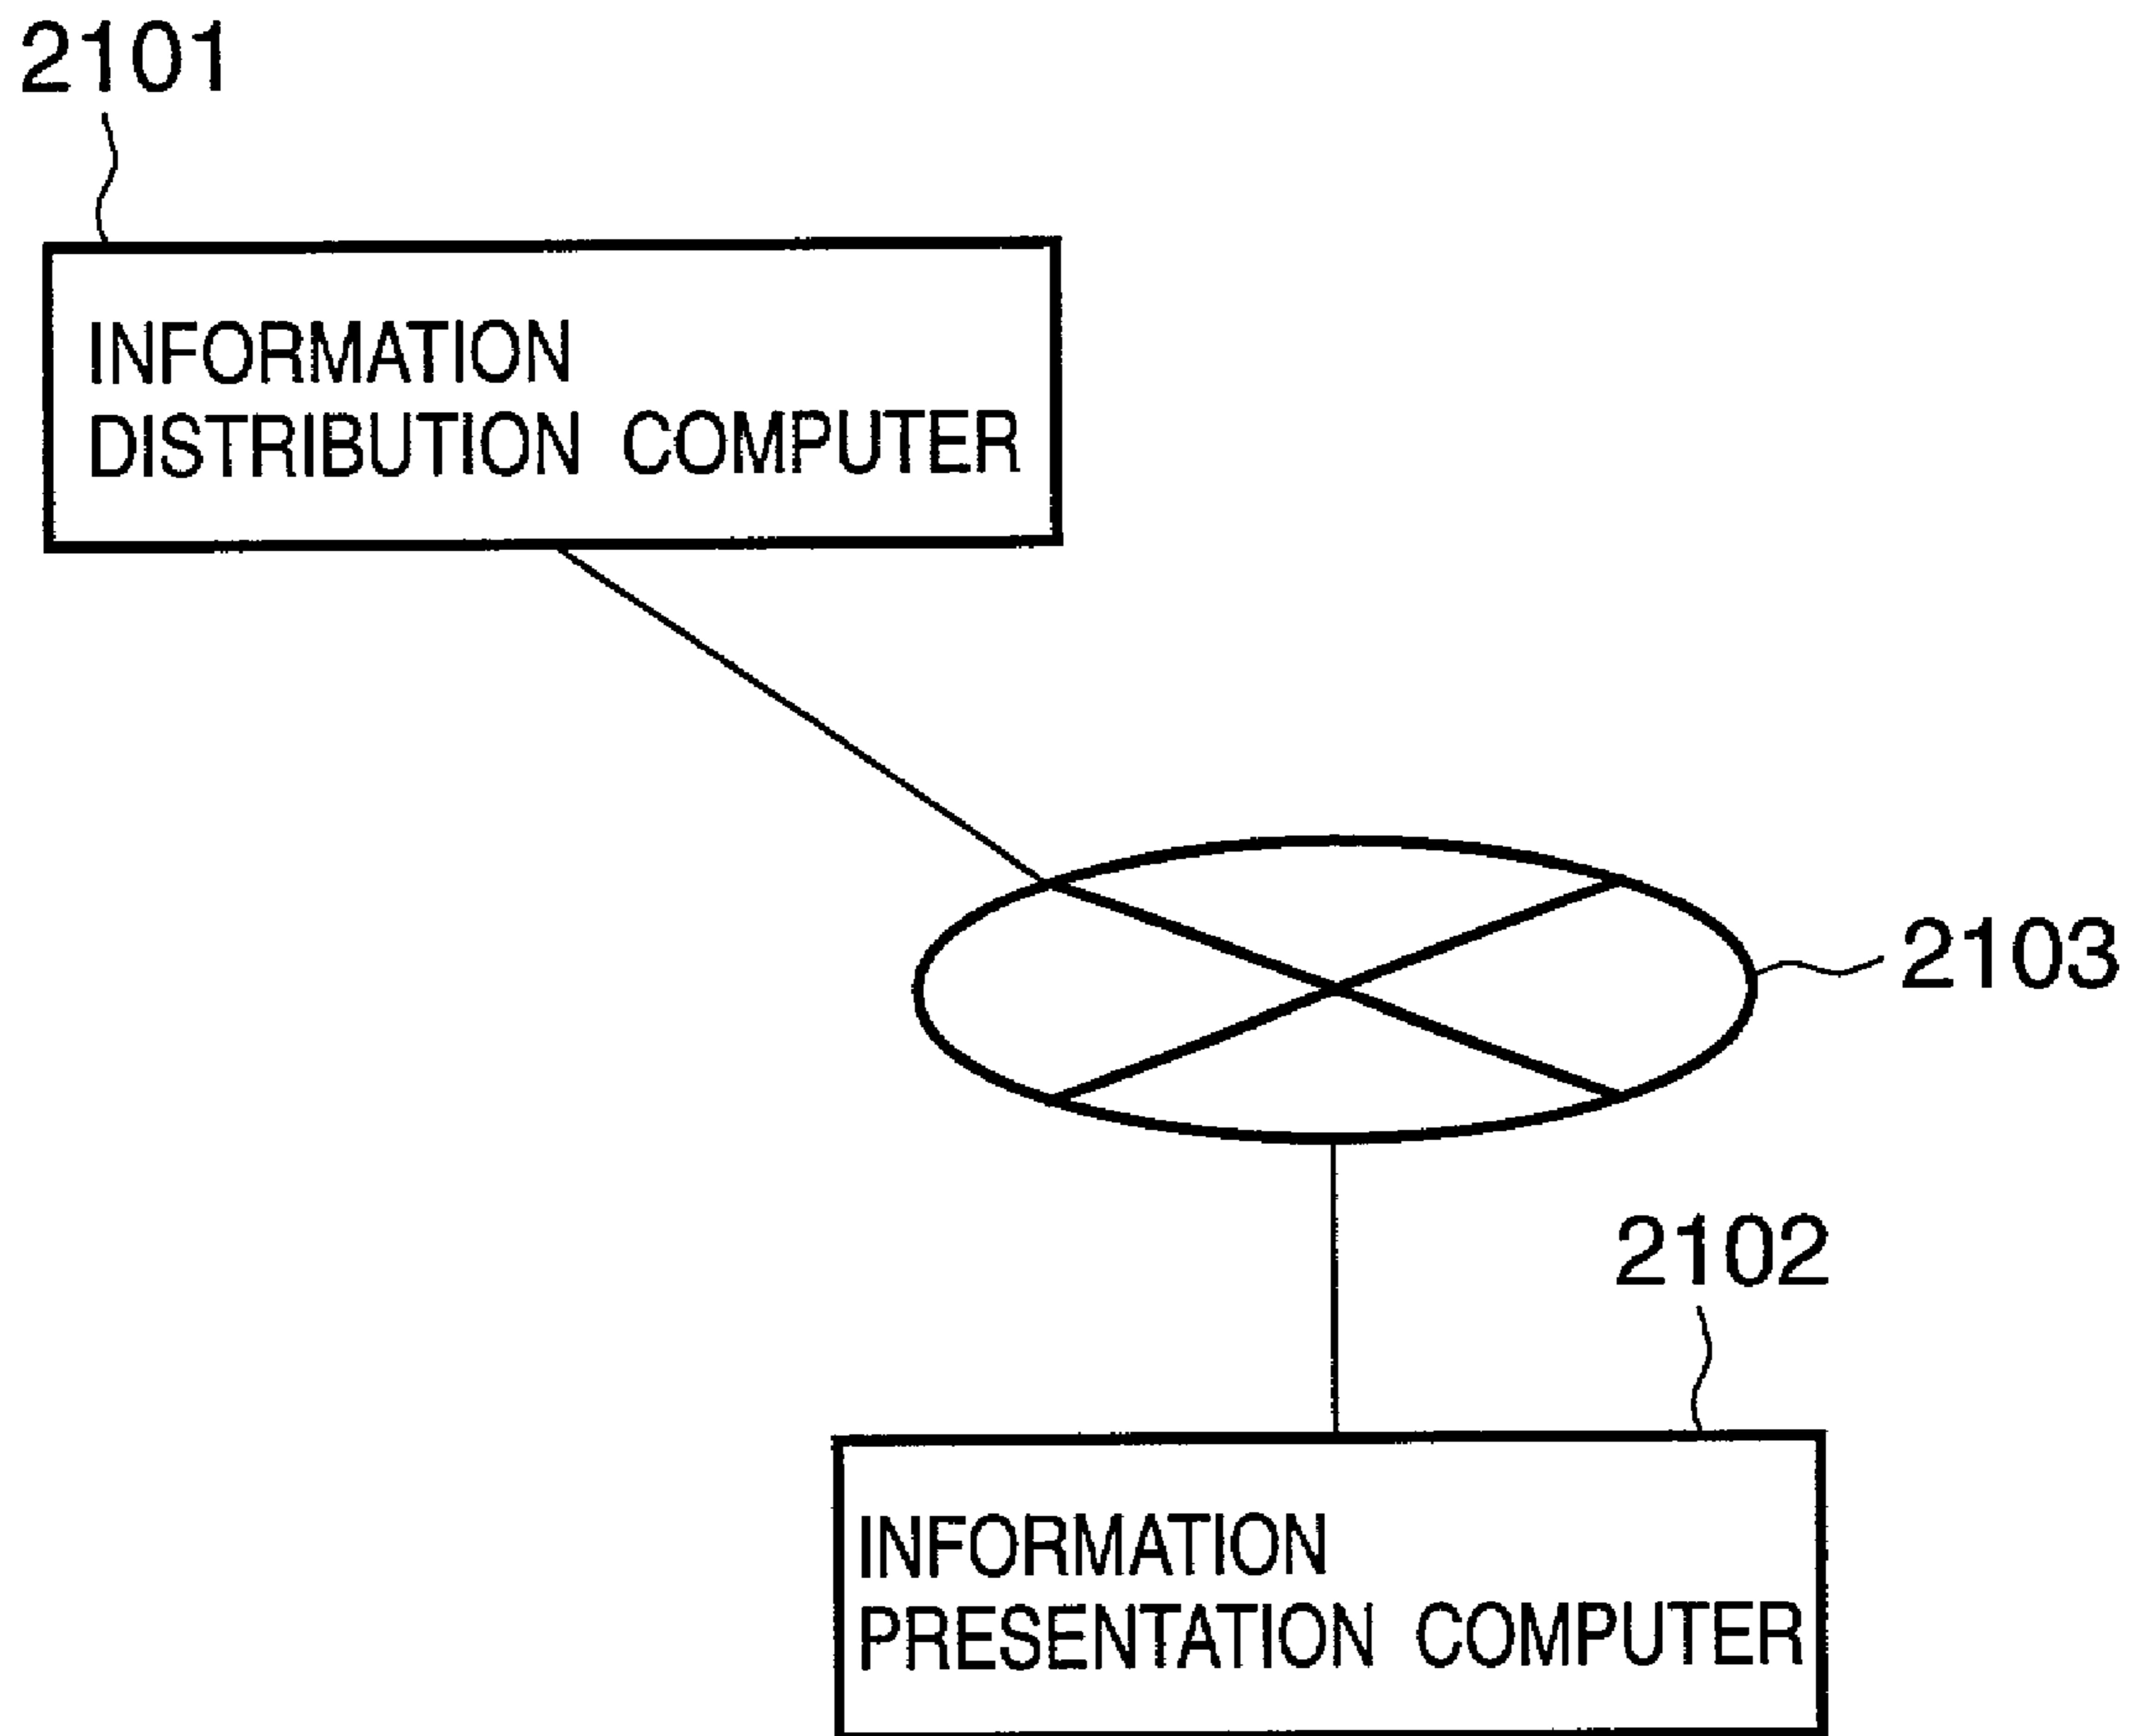 2101
INFORMATION
DISTRIBUTION COMPUTER
2103
2102
INFORMATION
PRESENTATION COMPUTER